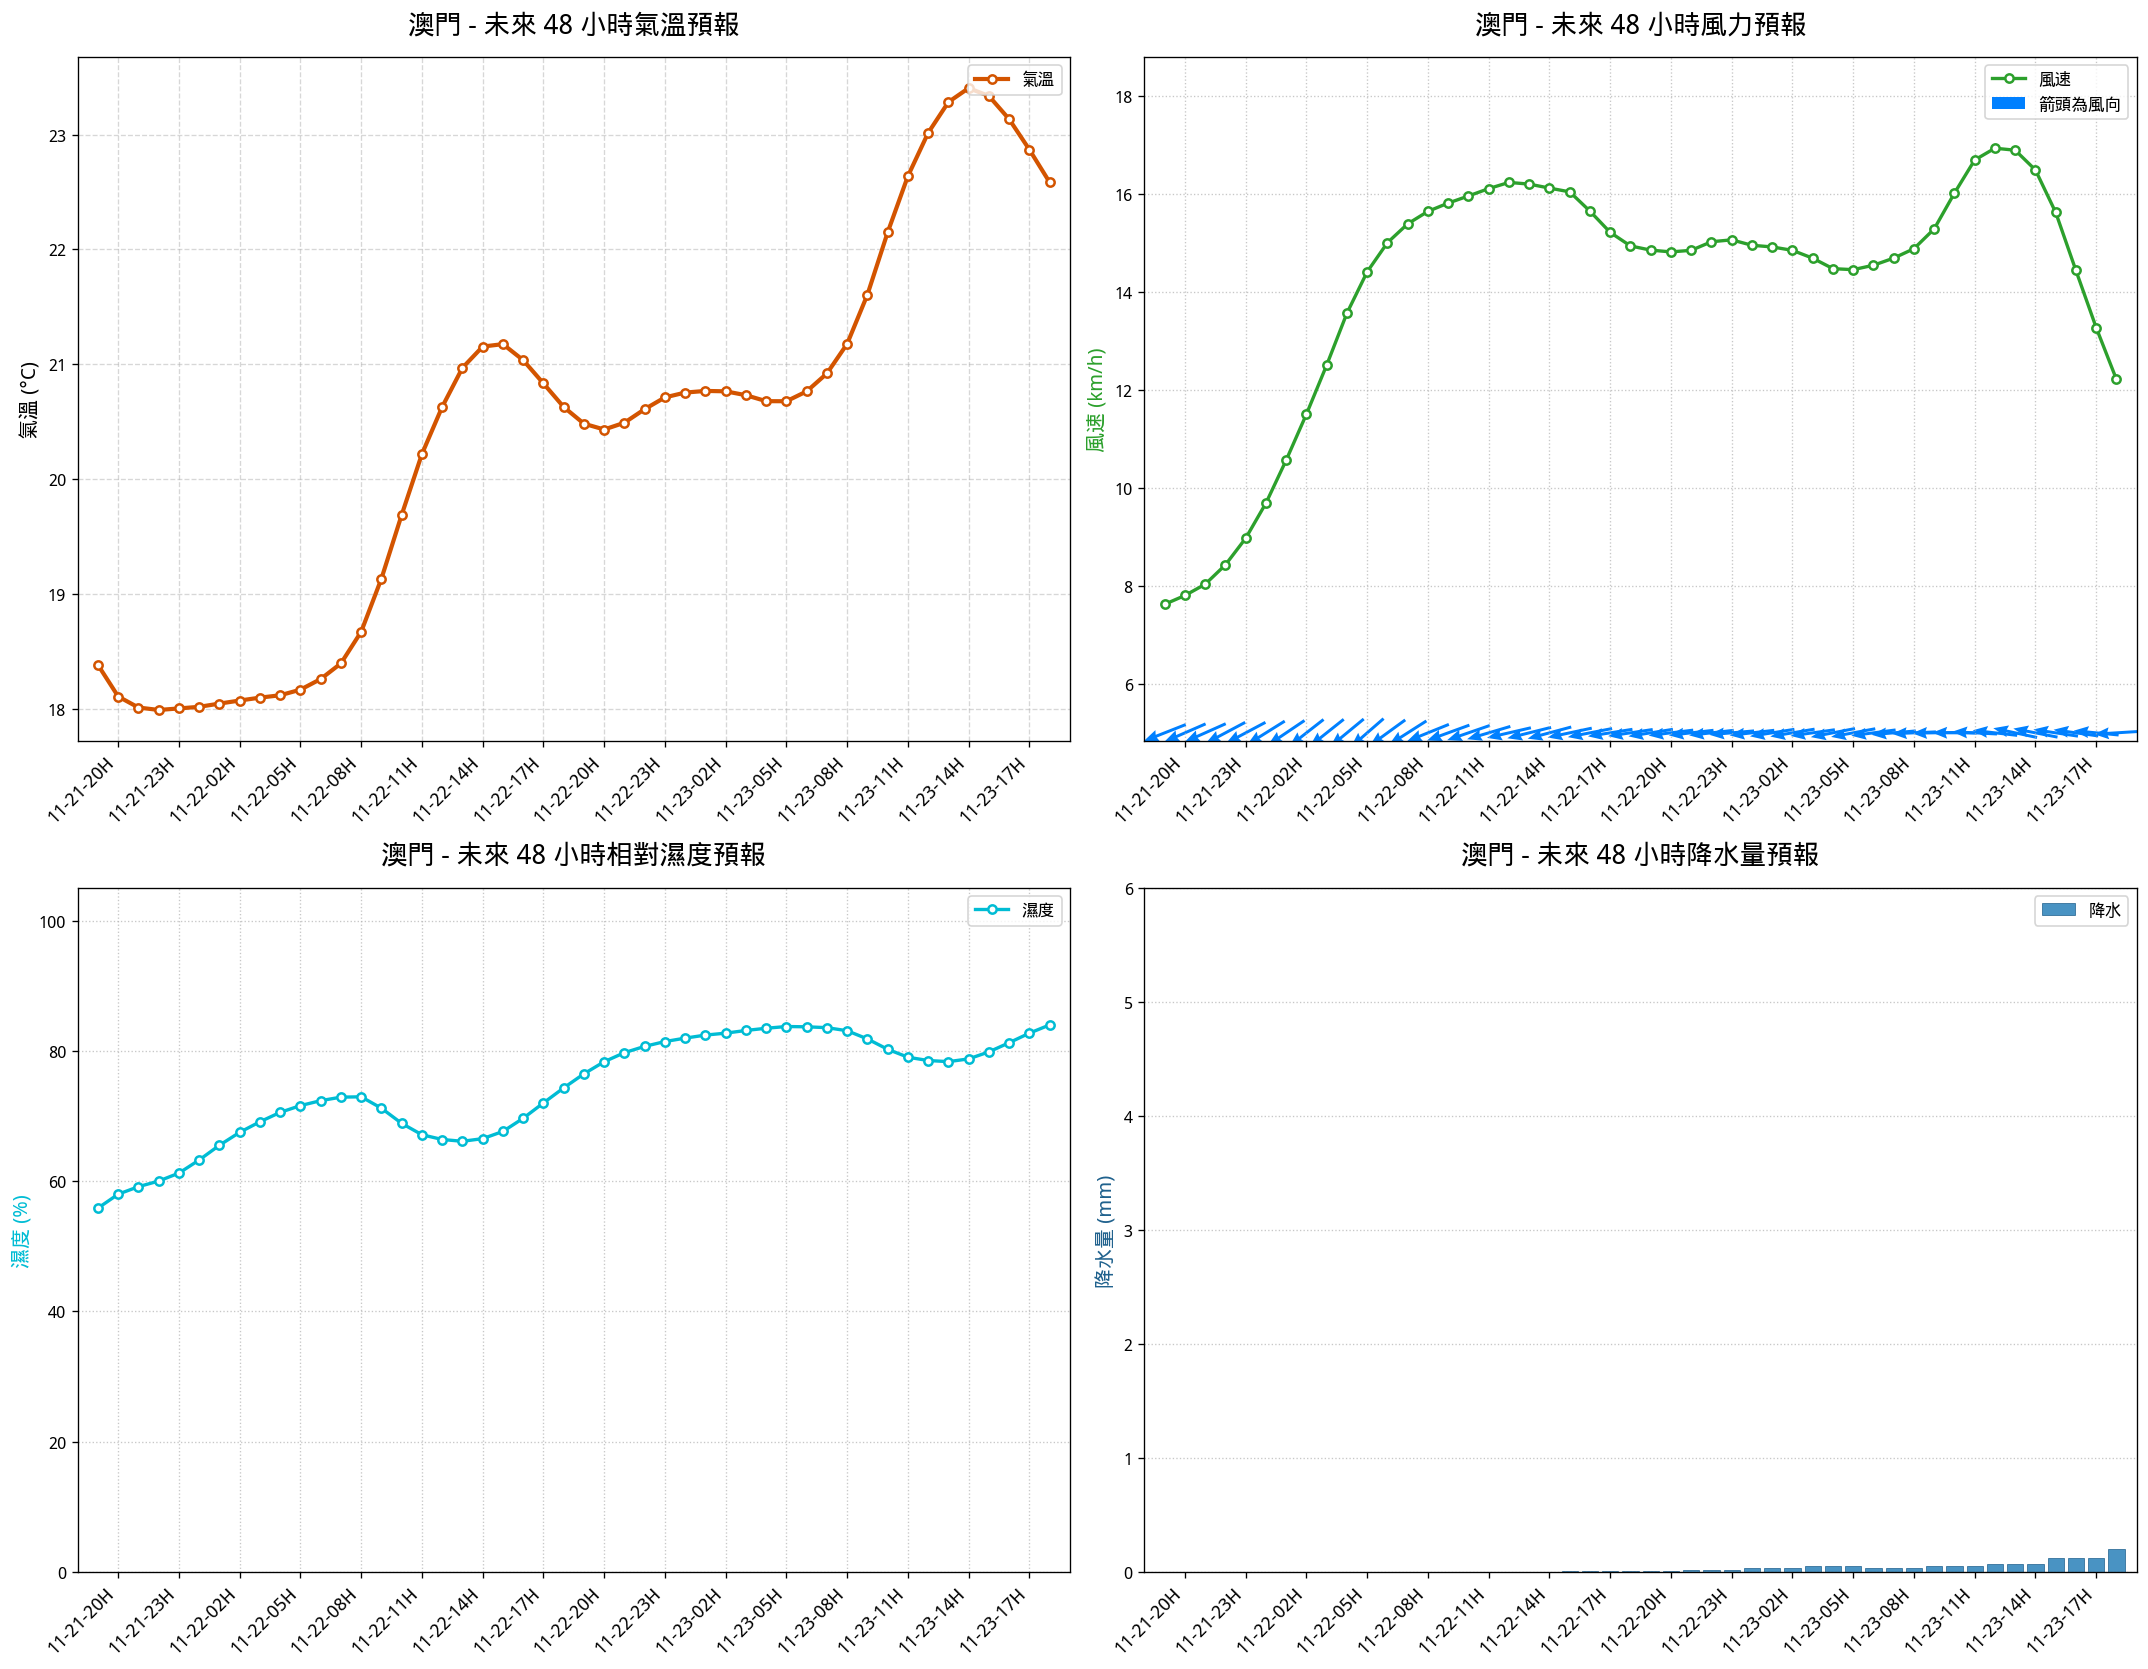 澳門 - 未來 48 小時氣溫預報
氣溫
氣溫 (°C)
23
22
21
20
19
18
11-21-20H
11-21-23H
11-22-02H
11-22-05H
11-22-08H
11-22-11H
11-22-14H
11-22-17H
11-22-20H
11-22-23H
11-23-02H
11-23-05H
11-23-08H
11-23-11H
11-23-14H
11-23-17H
澳門 - 未來 48 小時風力預報
風速
箭頭為風向
風速 (km/h)
18
16
14
12
10
8
6
11-21-20H
11-21-23H
11-22-02H
11-22-05H
11-22-08H
11-22-11H
11-22-14H
11-22-17H
11-22-20H
11-22-23H
11-23-02H
11-23-05H
11-23-08H
11-23-11H
11-23-14H
11-23-17H
澳門 - 未來 48 小時相對濕度預報
濕度
濕度 (%)
100
80
60
40
20
0
11-21-20H
11-21-23H
11-22-02H
11-22-05H
11-22-08H
11-22-11H
11-22-14H
11-22-17H
11-22-20H
11-22-23H
11-23-02H
11-23-05H
11-23-08H
11-23-11H
11-23-14H
11-23-17H
澳門 - 未來 48 小時降水量預報
降水
降水量 (mm)
6
5
4
3
2
1
0
11-21-20H
11-21-23H
11-22-02H
11-22-05H
11-22-08H
11-22-11H
11-22-14H
11-22-17H
11-22-20H
11-22-23H
11-23-02H
11-23-05H
11-23-08H
11-23-11H
11-23-14H
11-23-17H